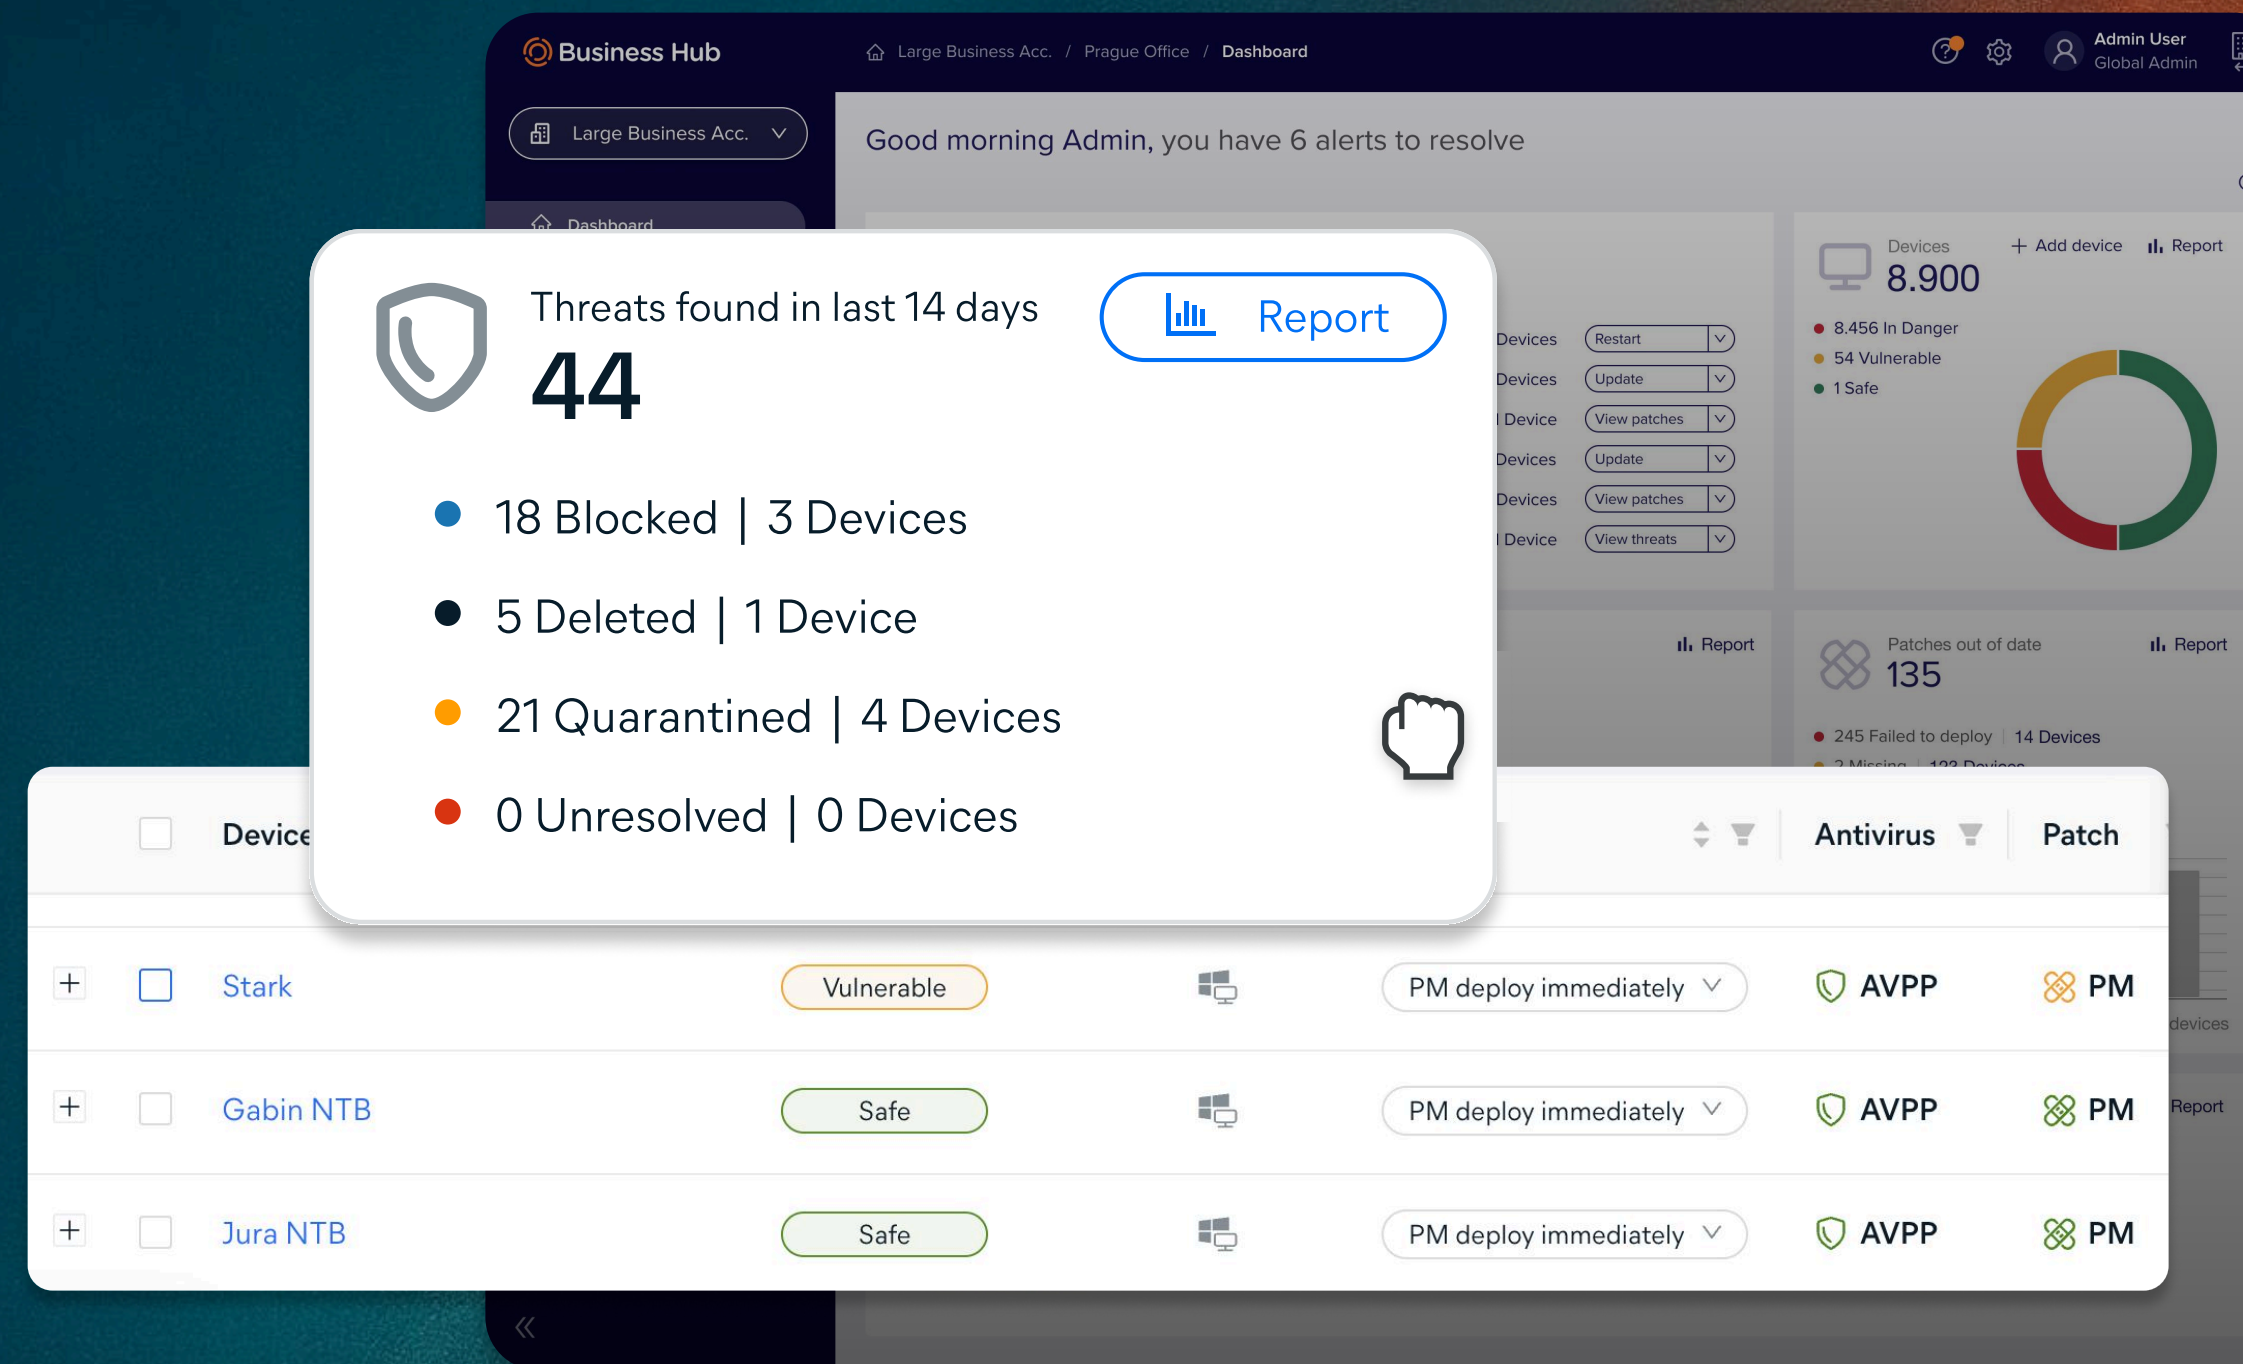 Business Hub
Large Business Acc. / Prague Office / Dashboard
Admin User
Global Admin
Large Business Acc.
Good morning Admin, you have 6 alerts to resolve
Dashboard
Threats found in last 14 days
44
Report
18 Blocked | 3 Devices
5 Deleted | 1 Device
21 Quarantined | 4 Devices
0 Unresolved | 0 Devices
Devices Restart
Devices Update
Device View patches
Devices Update
Devices View patches
Device View threats
Devices
8.900
+ Add device Report
8.456 In Danger
54 Vulnerable
1 Safe
Report
Patches out of date
135
Report
245 Failed to deploy | 14 Devices
2 Missing | 123 Devices
Device Antivirus Patch
Stark Vulnerable PM deploy immediately AVPP PM
Gabin NTB Safe PM deploy immediately AVPP PM
Jura NTB Safe PM deploy immediately AVPP PM
devices
Report